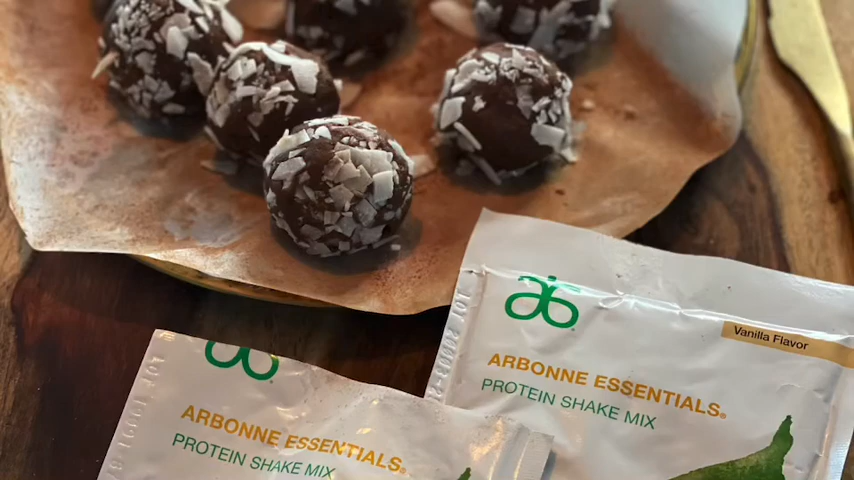 Vanilla Flavor
ARBONNE ESSENTIALS®
PROTEIN SHAKE MIX
ARBONNE ESSENTIALS®
PROTEIN SHAKE MIX